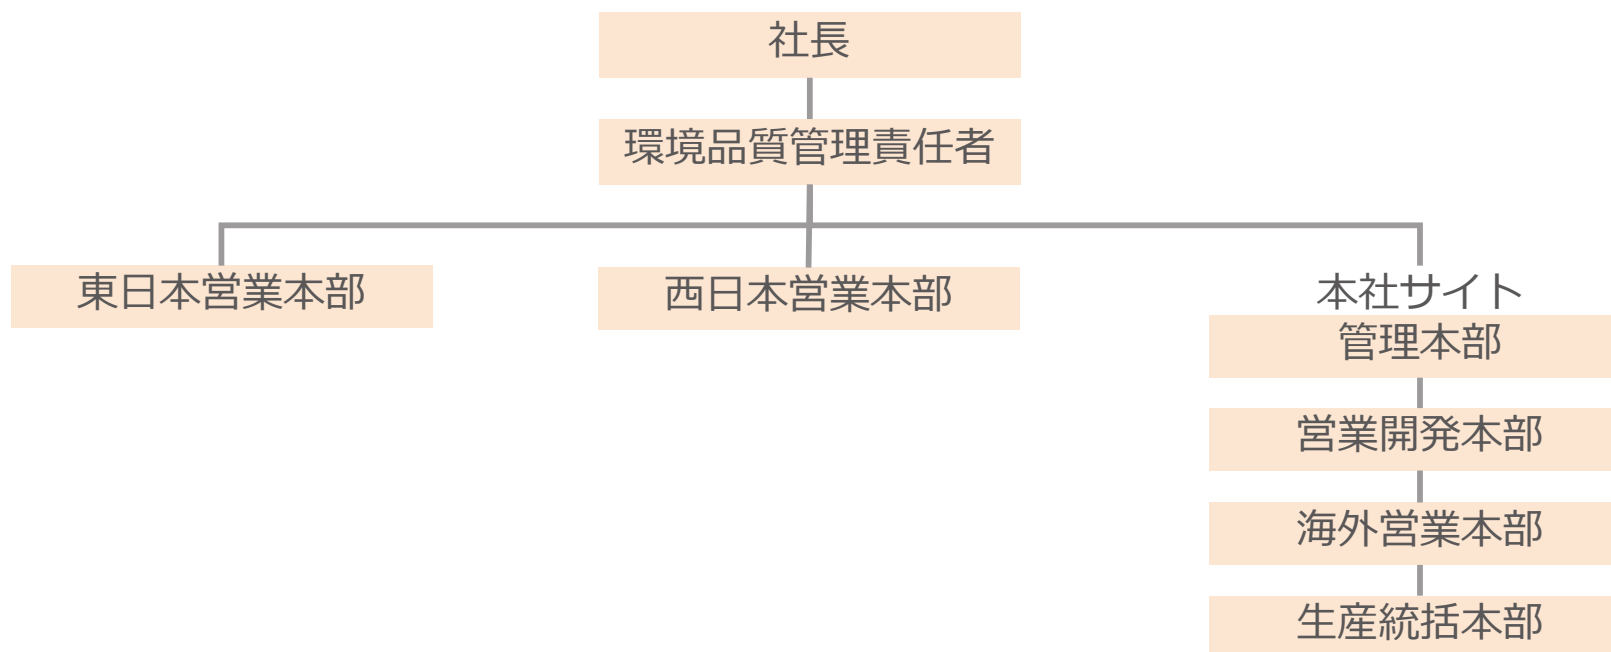 社長
環境品質管理責任者
東日本営業本部
西日本営業本部
本社サイト
管理本部
営業開発本部
海外営業本部
生産統括本部